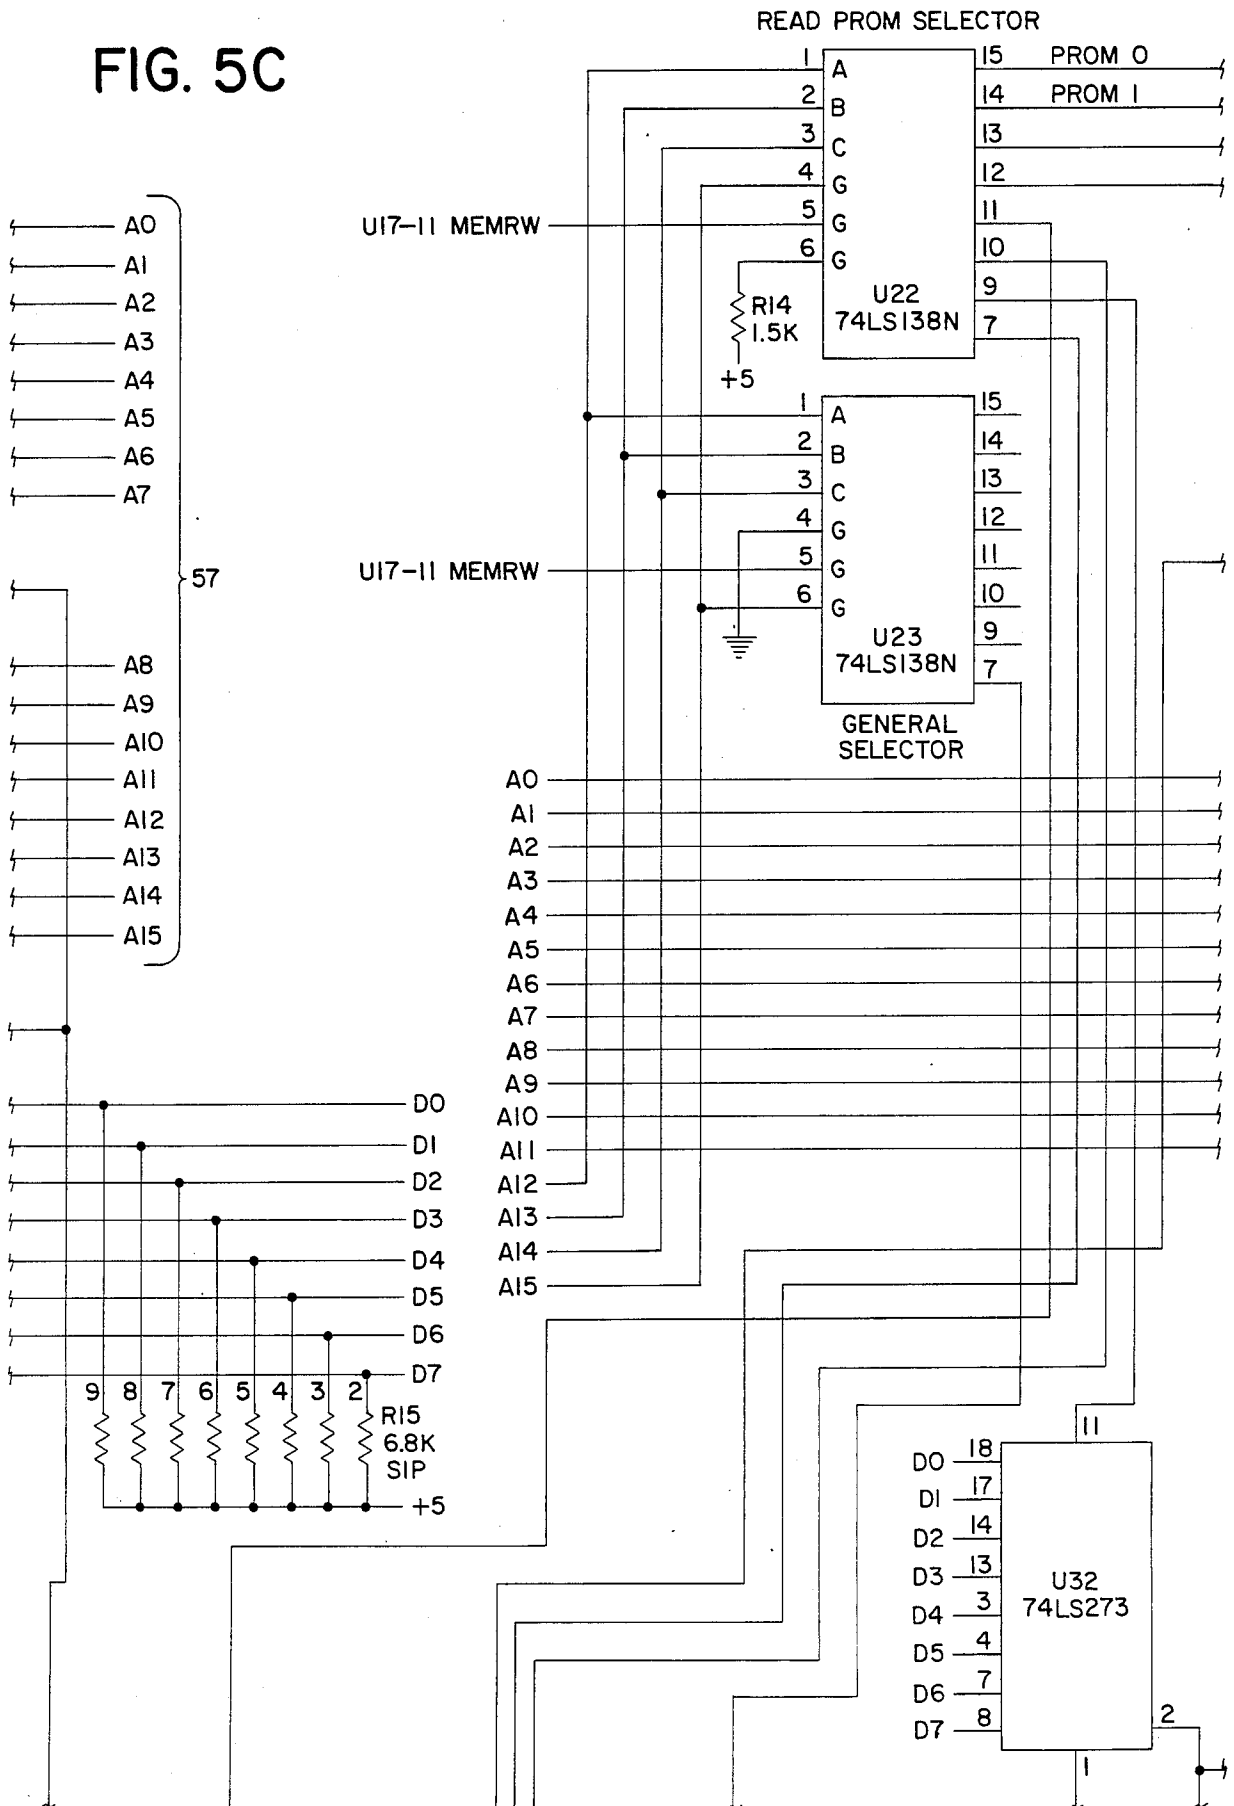 FIG. 5C
READ PROM SELECTOR
1 A 15 PROM 0
2 B 14 PROM 1
3 C 13
4 G 12
U17-11 MEMRW 5 G 11
6 G 10
9
7
U22
74LS138N
R14
1.5K
+5
1 A 15
2 B 14
3 C 13
4 G 12
U17-11 MEMRW 5 G 11
6 G 10
9
7
U23
74LS138N
GENERAL
SELECTOR
A0
A1
A2
A3
A4
A5
A6
A7
57
A8
A9
A10
A11
A12
A13
A14
A15
A0
A1
A2
A3
A4
A5
A6
A7
A8
A9
A10
A11
A12
A13
A14
A15
D0
D1
D2
D3
D4
D5
D6
D7
9 8 7 6 5 4 3 2
R15
6.8K
SIP
+5
11
D0 18
D1 17
D2 14
D3 13
D4 3
D5 4
D6 7
D7 8
U32
74LS273
2
1